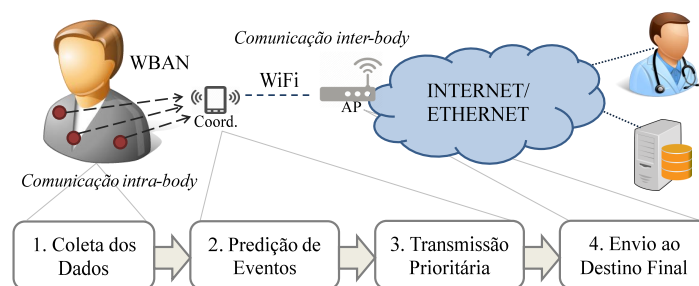 Comunicação inter-body
WBAN
WiFi
INTERNET/
ETHERNET
AP
Coord.
Comunicação intra-body
1. Coleta dos
Dados
2. Predição de
Eventos
3. Transmissão
Prioritária
4. Envio ao
Destino Final